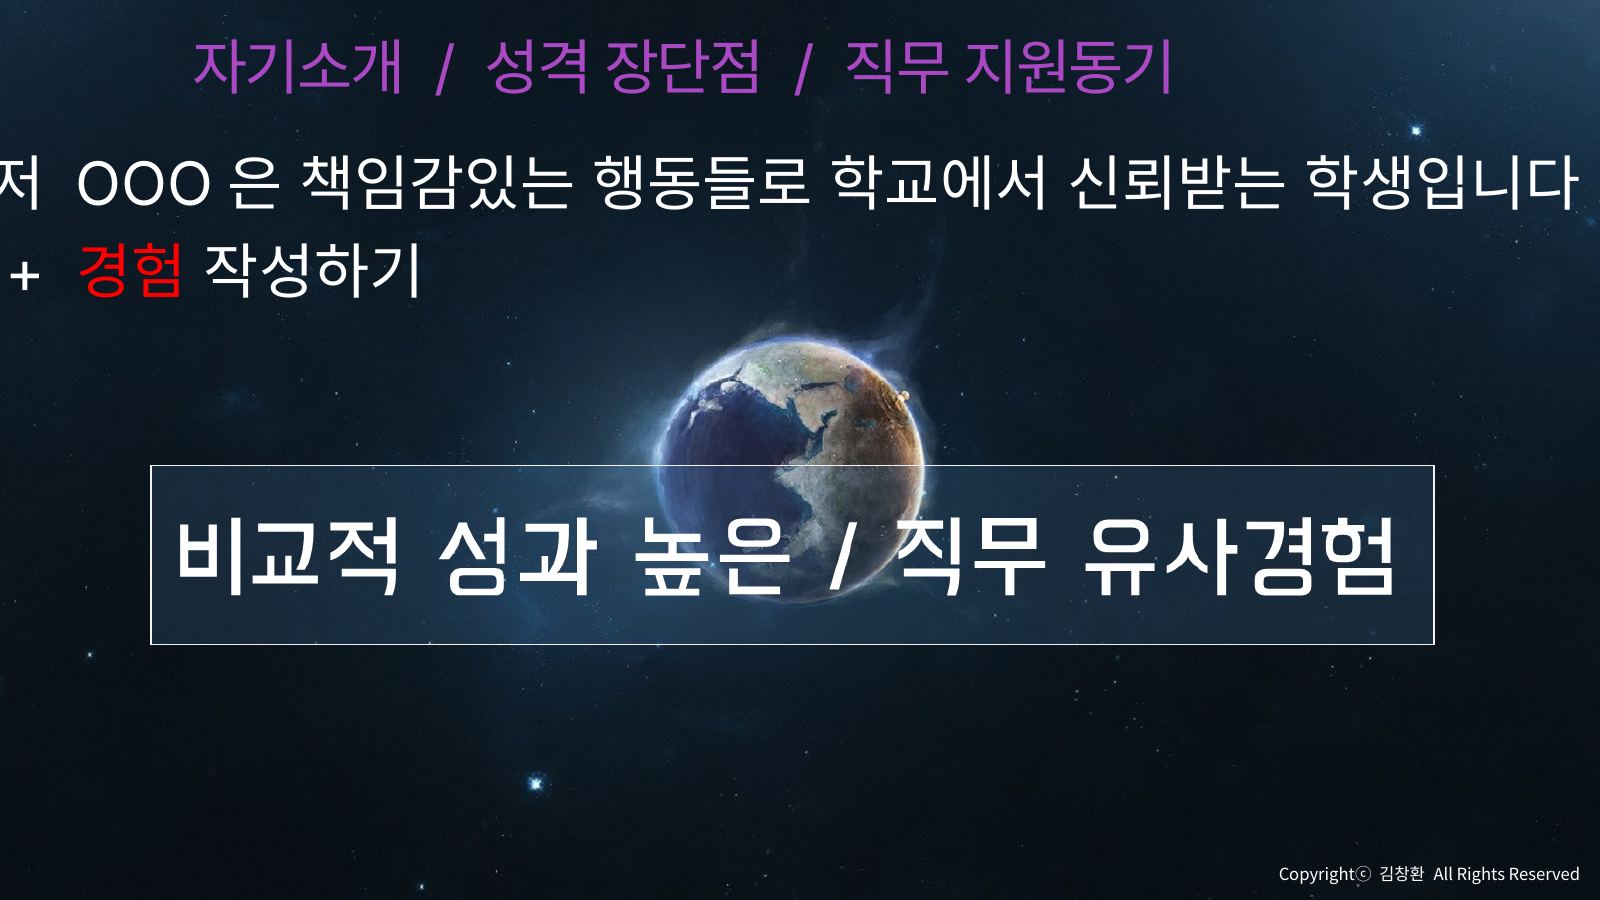 자기소개 / 성격 장단점 / 직무 지원동기
저 OOO 은 책임감있는 행동들로 학교에서 신뢰받는 학생입니다
+ 경험 작성하기
비교적 성과 높은 / 직무 유사경험
Copyrightⓒ 김창환 All Rights Reserved